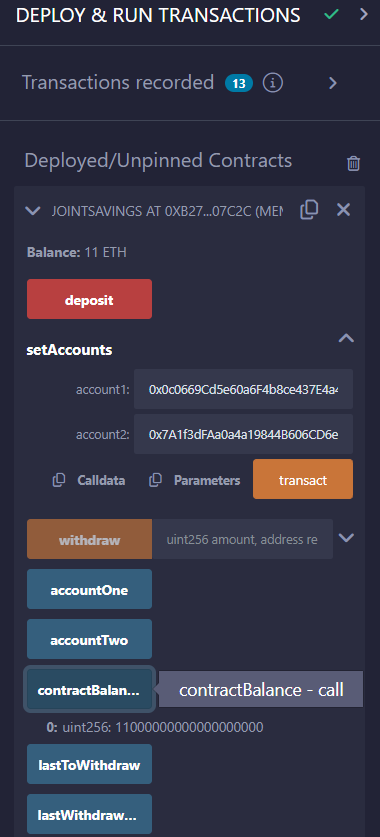 DEPLOY & RUN TRANSACTIONS
Transactions recorded 13
Deployed/Unpinned Contracts
JOINTSAVINGS AT 0XB27...07C2C (MEM
Balance: 11 ETH
deposit
setAccounts
account1: 0x0c0669Cd5e60a6F4b8ce437E4a4
account2: 0x7A1f3dFAa0a4a19844B606CD6e
Calldata Parameters transact
withdraw uint256 amount, address re
accountOne
accountTwo
contractBalan... contractBalance - call
0: uint256: 11000000000000000000
lastToWithdraw
lastWithdraw...